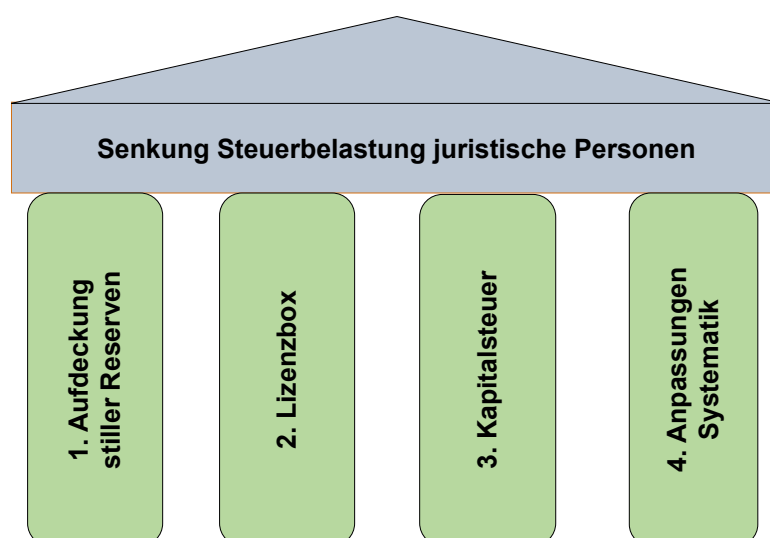 Senkung Steuerbelastung juristische Personen
1. Aufdeckung
stiller Reserven
2. Lizenzbox
3. Kapitalsteuer
4. Anpassungen
Systematik